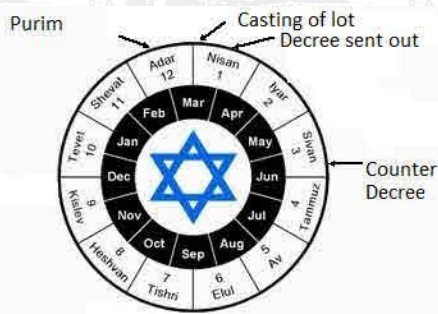 Purim
Casting of lot
Decree sent out
Counter
Decree
Nisan
1
Iyar
2
Sivan
3
4
Tammuz
5
Av
6
Elul
7
Tishri
8
Heshvan
9
Kislev
Tevet
10
Shevat
11
Adar
12
Mar
Apr
May
Jun
Jul
Aug
Sep
Oct
Nov
Dec
Jan
Feb